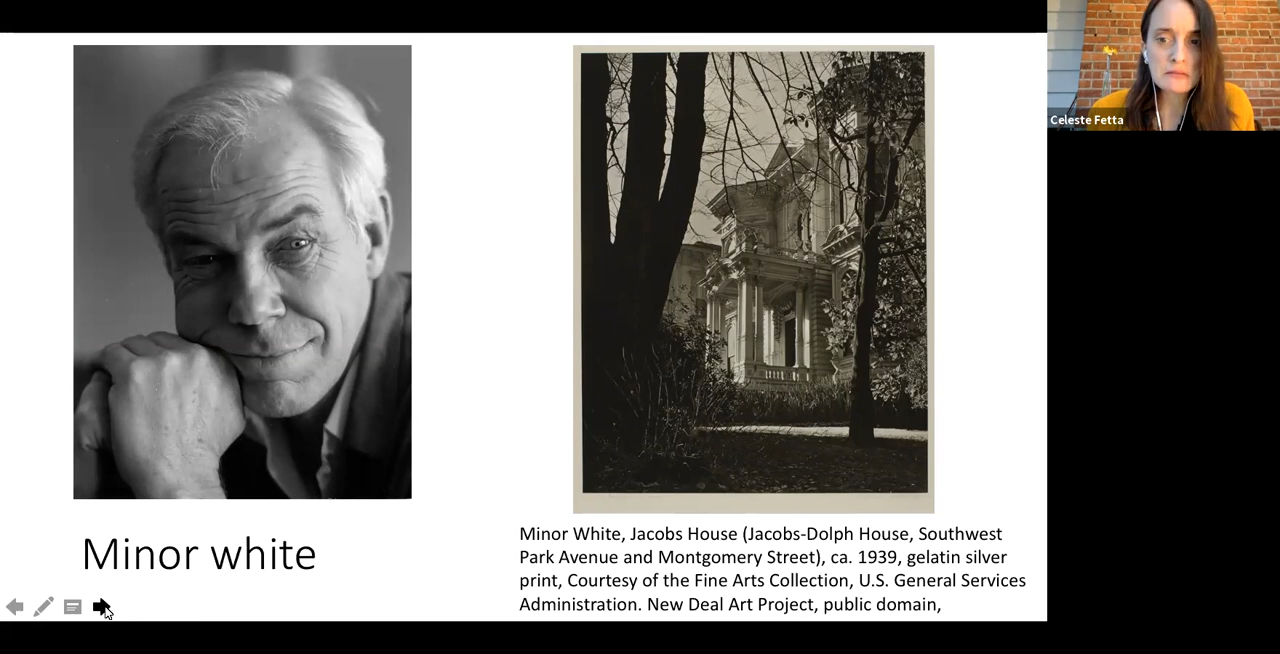 Celeste Fetta
Minor white
Minor White, Jacobs House (Jacobs-Dolph House, Southwest
Park Avenue and Montgomery Street), ca. 1939, gelatin silver
print, Courtesy of the Fine Arts Collection, U.S. General Services
Administration. New Deal Art Project, public domain,